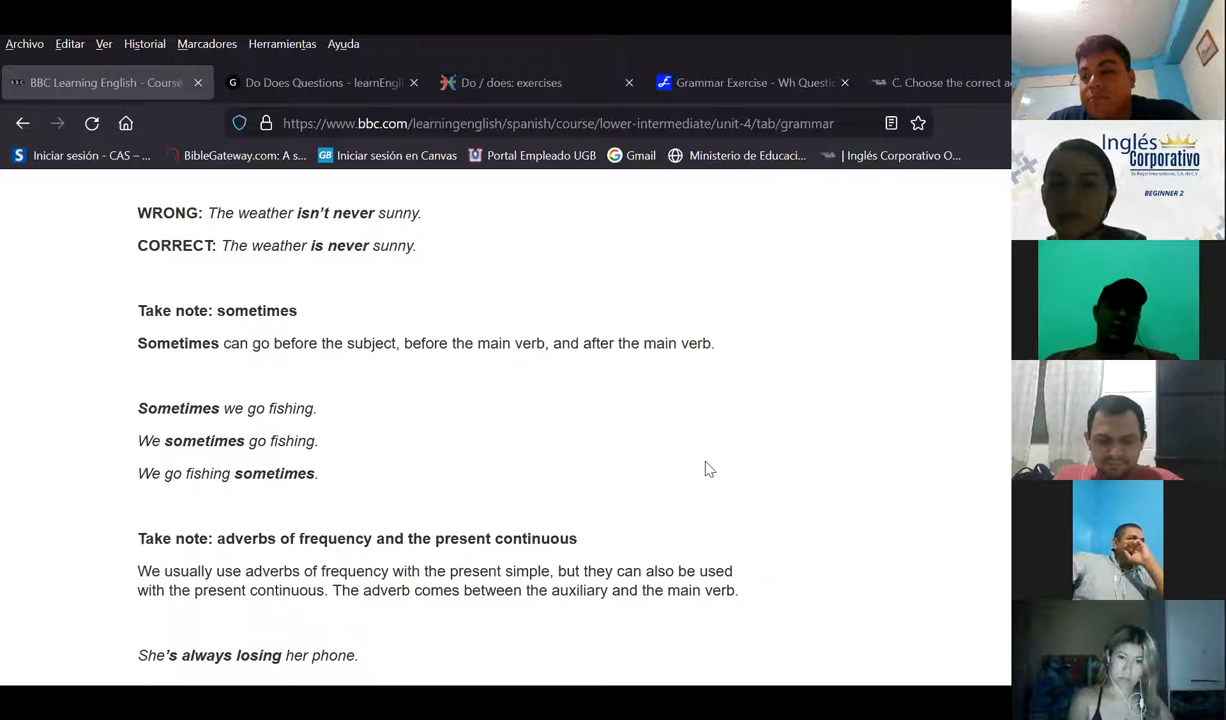 Archivo Editar Ver Historial Marcadores Herramientas Ayuda
BBC Learning English - Course
Do Does Questions - learnEngli
Do / does: exercises
Grammar Exercise - Wh Questic
C. Choose the correct a
https://www.bbc.com/learningenglish/spanish/course/lower-intermediate/unit-4/tab/grammar
Iniciar sesión - CAS – ...
BibleGateway.com: A s...
Iniciar sesión en Canvas
Portal Empleado UGB
Gmail
Ministerio de Educaci...
| Inglés Corporativo O...
WRONG: The weather isn't never sunny.
CORRECT: The weather is never sunny.
Take note: sometimes
Sometimes can go before the subject, before the main verb, and after the main verb.
Sometimes we go fishing.
We sometimes go fishing.
We go fishing sometimes.
Take note: adverbs of frequency and the present continuous
We usually use adverbs of frequency with the present simple, but they can also be used
with the present continuous. The adverb comes between the auxiliary and the main verb.
She's always losing her phone.
Inglés
Corporativo
By Regal International, S.A. de C.V.
BEGINNER 2